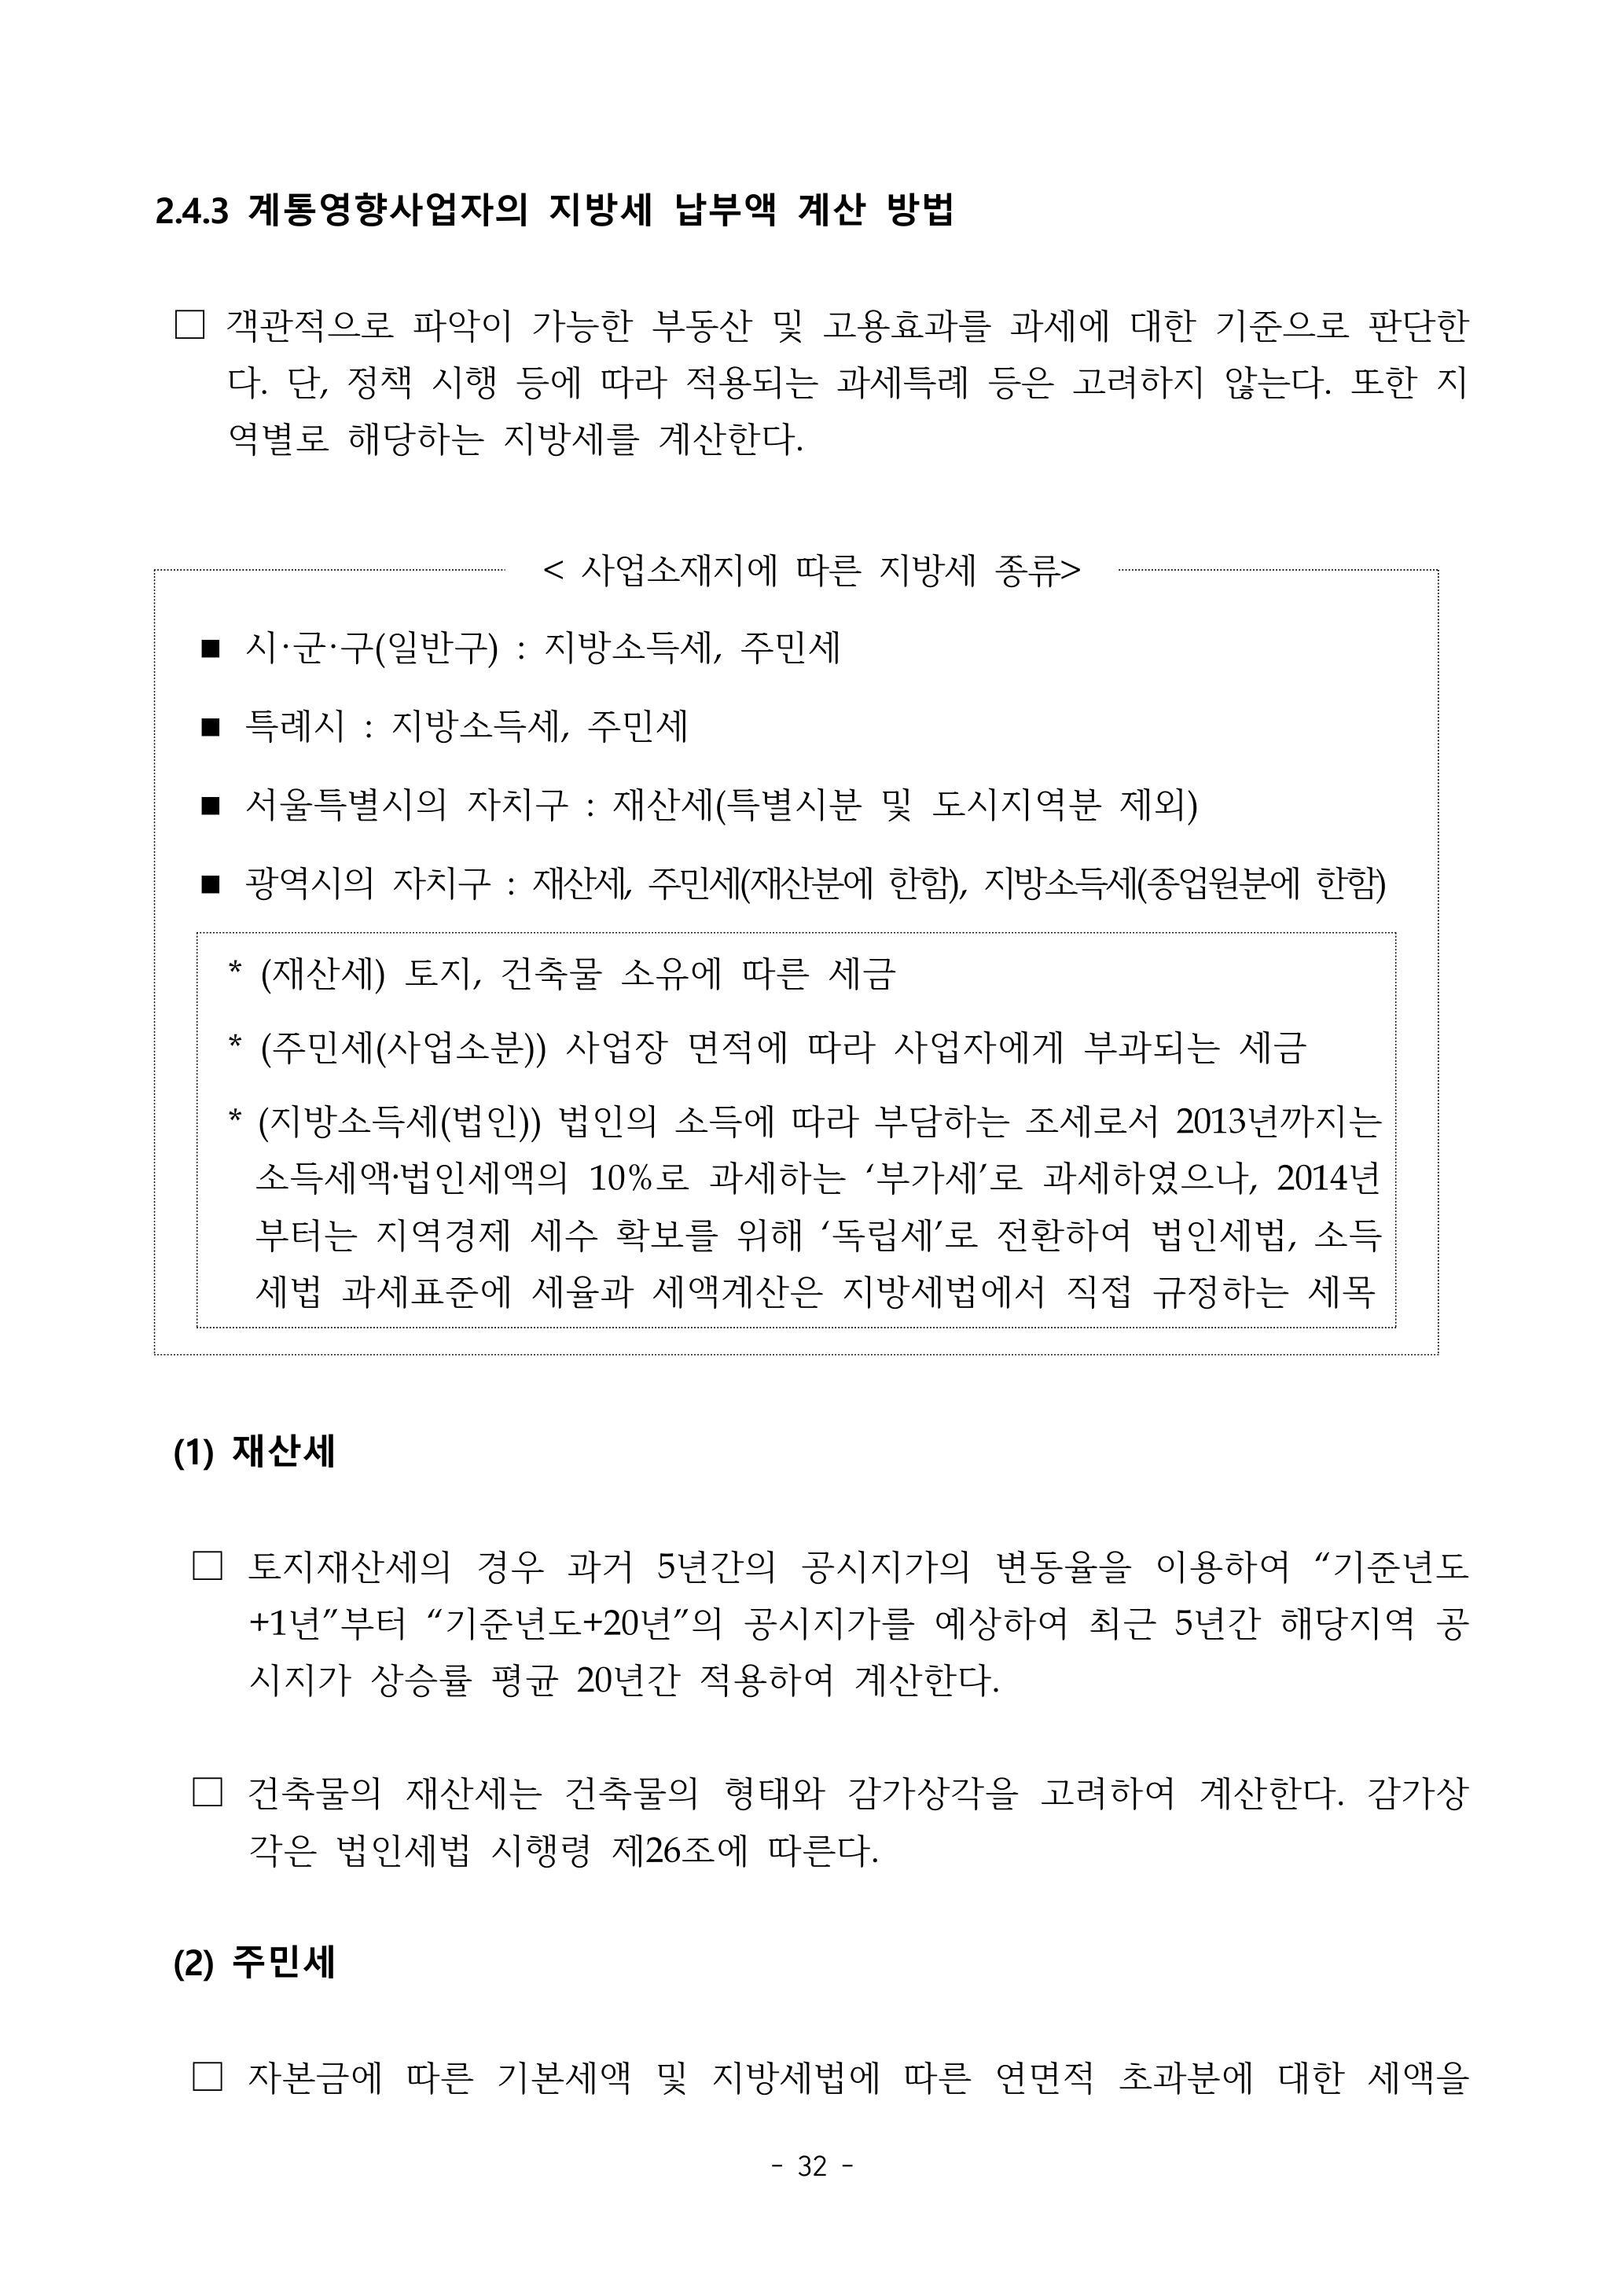 2.4.3 계통영향사업자의 지방세 납부액 계산 방법
□ 객관적으로 파악이 가능한 부동산 및 고용효과를 과세에 대한 기준으로 판단한
다. 단, 정책 시행 등에 따라 적용되는 과세특례 등은 고려하지 않는다. 또한 지
역별로 해당하는 지방세를 계산한다.
< 사업소재지에 따른 지방세 종류>
■ 시·군·구(일반구) : 지방소득세, 주민세
■ 특례시 : 지방소득세, 주민세
■ 서울특별시의 자치구 : 재산세(특별시분 및 도시지역분 제외)
■ 광역시의 자치구 : 재산세, 주민세(재산분에 한함), 지방소득세(종업원분에 한함)
* (재산세) 토지, 건축물 소유에 따른 세금
* (주민세(사업소분)) 사업장 면적에 따라 사업자에게 부과되는 세금
* (지방소득세(법인)) 법인의 소득에 따라 부담하는 조세로서 2013년까지는
소득세액·법인세액의 10%로 과세하는 ‘부가세’로 과세하였으나, 2014년
부터는 지역경제 세수 확보를 위해 ‘독립세’로 전환하여 법인세법, 소득
세법 과세표준에 세율과 세액계산은 지방세법에서 직접 규정하는 세목
(1) 재산세
□ 토지재산세의 경우 과거 5년간의 공시지가의 변동율을 이용하여 “기준년도
+1년”부터 “기준년도+20년”의 공시지가를 예상하여 최근 5년간 해당지역 공
시지가 상승률 평균 20년간 적용하여 계산한다.
□ 건축물의 재산세는 건축물의 형태와 감가상각을 고려하여 계산한다. 감가상
각은 법인세법 시행령 제26조에 따른다.
(2) 주민세
□ 자본금에 따른 기본세액 및 지방세법에 따른 연면적 초과분에 대한 세액을
- 32 -